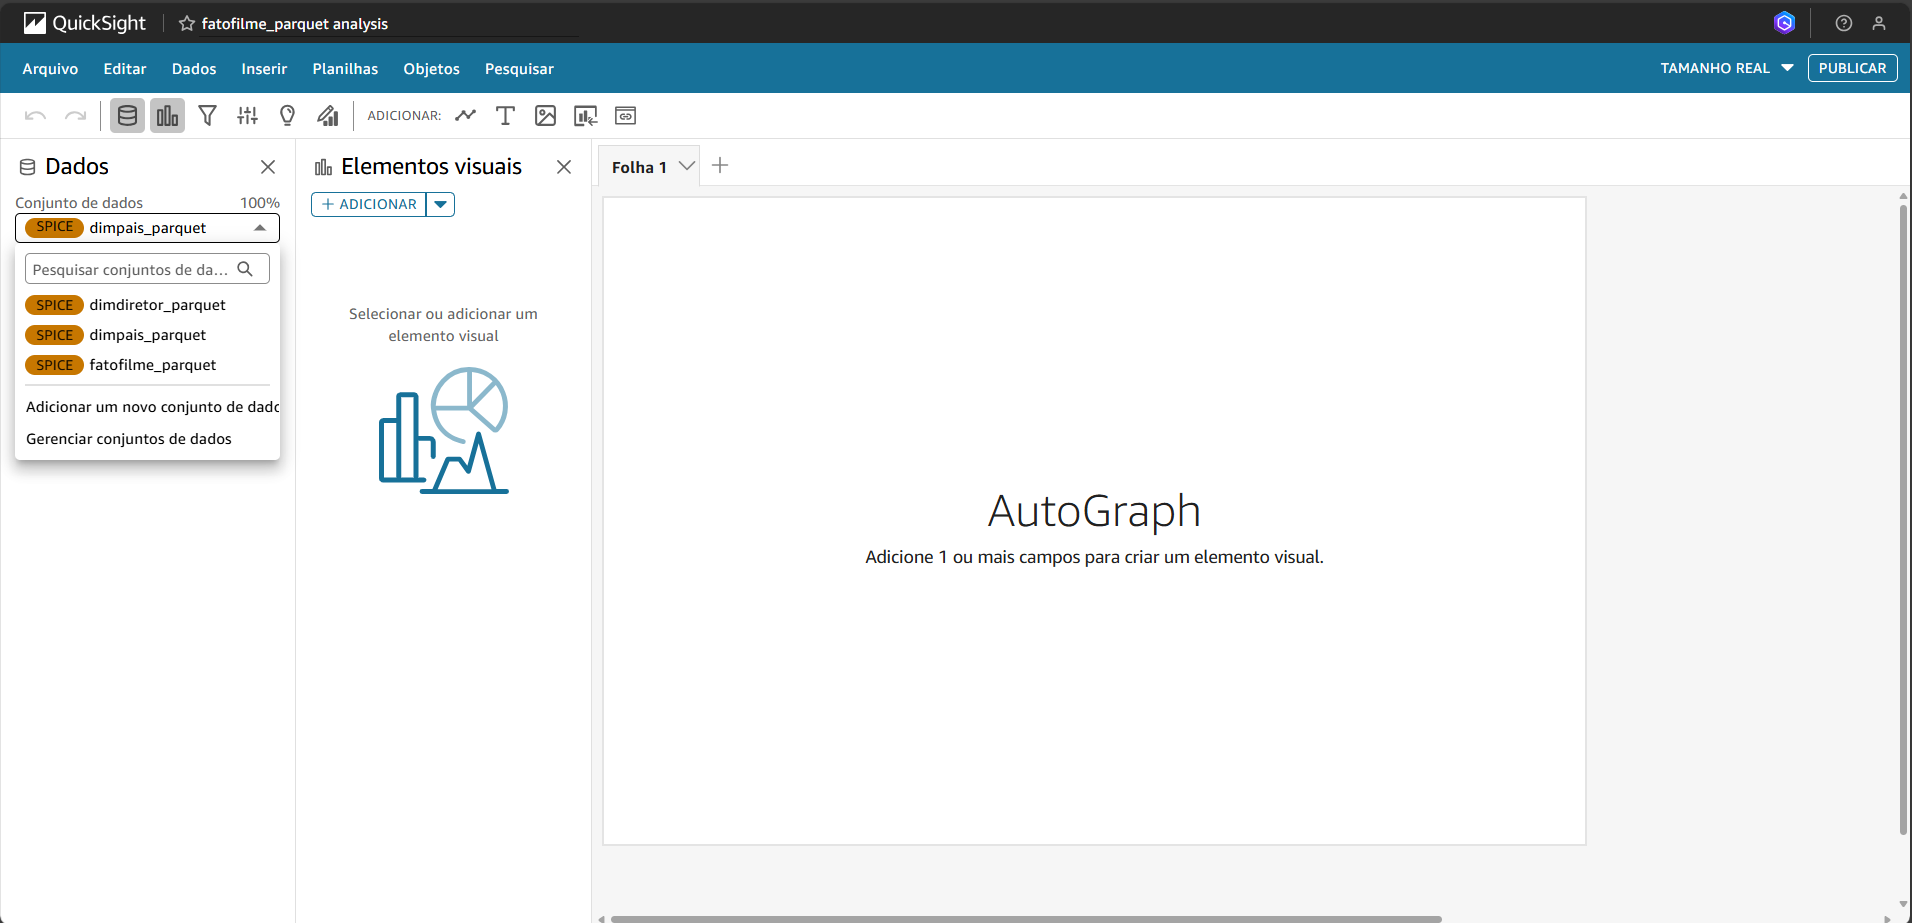 QuickSight
fatofilme_parquet analysis
Arquivo Editar Dados Inserir Planilhas Objetos Pesquisar
TAMANHO REAL
PUBLICAR
ADICIONAR:
Dados
Conjunto de dados 100%
SPICE dimpais_parquet
Pesquisar conjuntos de da...
SPICE dimdiretor_parquet
SPICE dimpais_parquet
SPICE fatofilme_parquet
Adicionar um novo conjunto de dado
Gerenciar conjuntos de dados
Elementos visuais
ADICIONAR
Selecionar ou adicionar um
elemento visual
Folha 1
AutoGraph
Adicione 1 ou mais campos para criar um elemento visual.